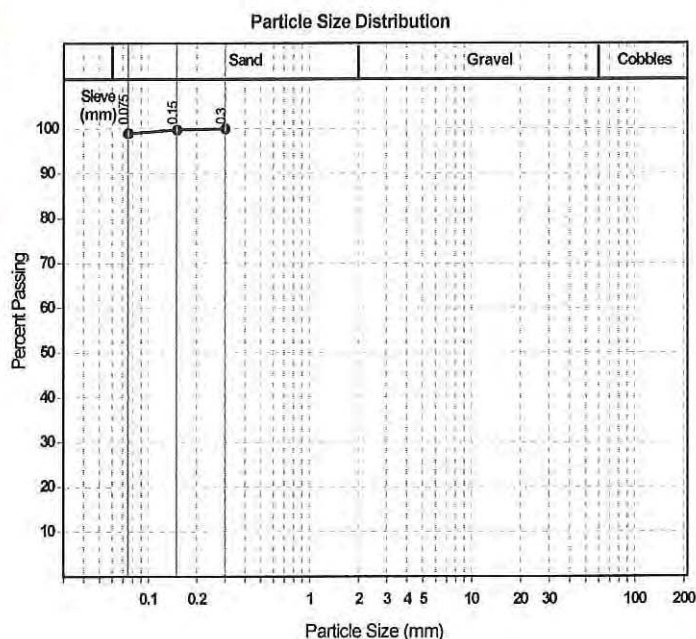 Particle Size Distribution
Sand Gravel Cobbles
Sieve
(mm)
0.075 0.15 0.3
100
90
80
70
60
50
40
30
20
10
Percent Passing
0.1 0.2 1 2 3 4 5 10 20 30 100 200
Particle Size (mm)